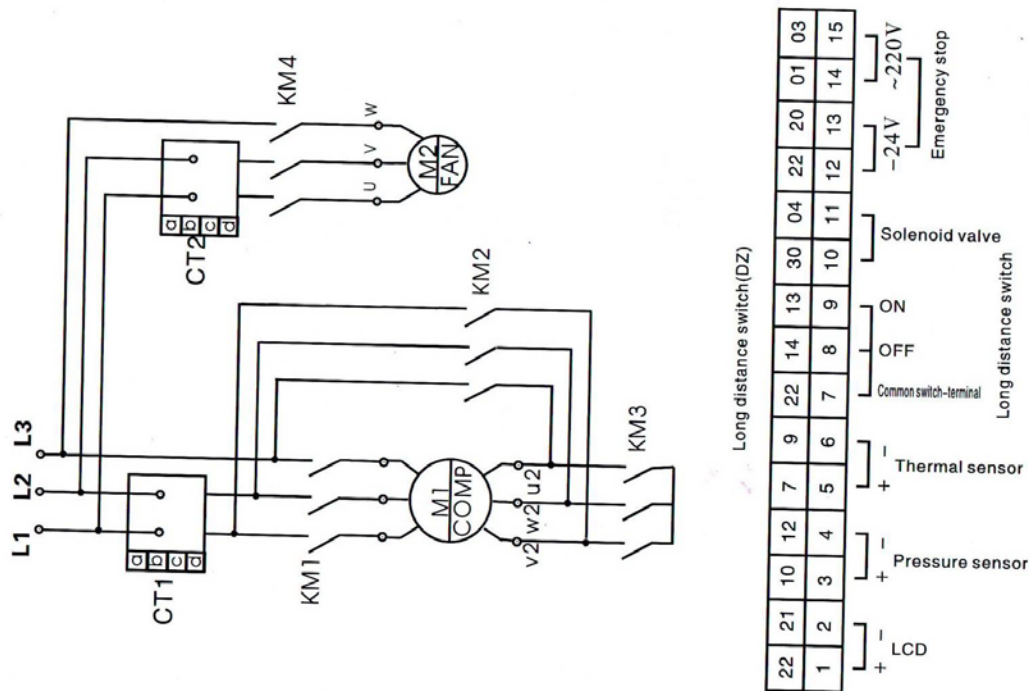 L1 L2 L3
a
b
c
d
CT1
a
b
c
d
CT2
KM4
U V W
M2
FAN
KM2
KM1
M1
COMP
v2 w2 u2
KM3
Long distance switch(DZ)
22 21 10 12 7 9 22 14 13 30 04 22 20 01 03
1 2 3 4 5 6 7 8 9 10 11 12 13 14 15
+ -
LCD
+ -
Pressure sensor
+ -
Thermal sensor
Common switch-terminal
OFF
ON
Long distance switch
Solenoid valve
-24V
~220V
Emergency stop